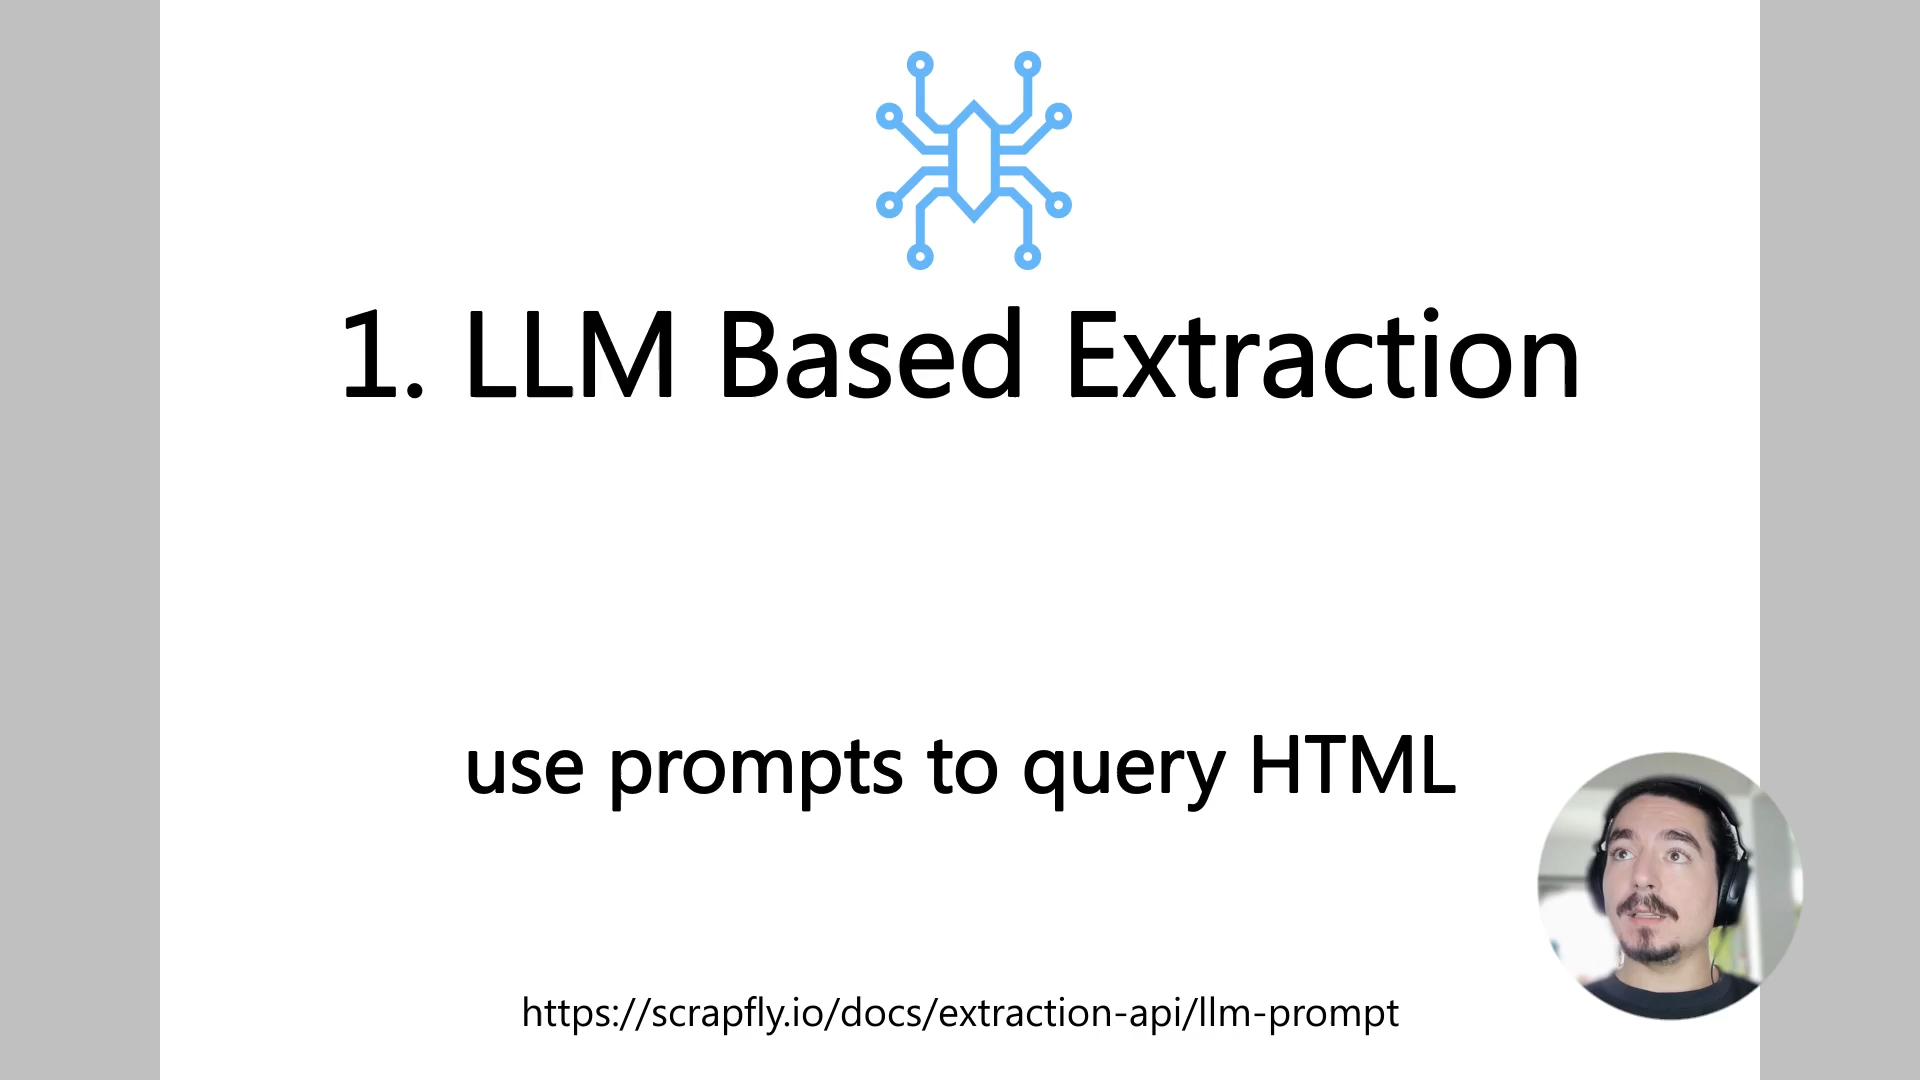 1. LLM Based Extraction
use prompts to query HTML
https://scrapfly.io/docs/extraction-api/llm-prompt